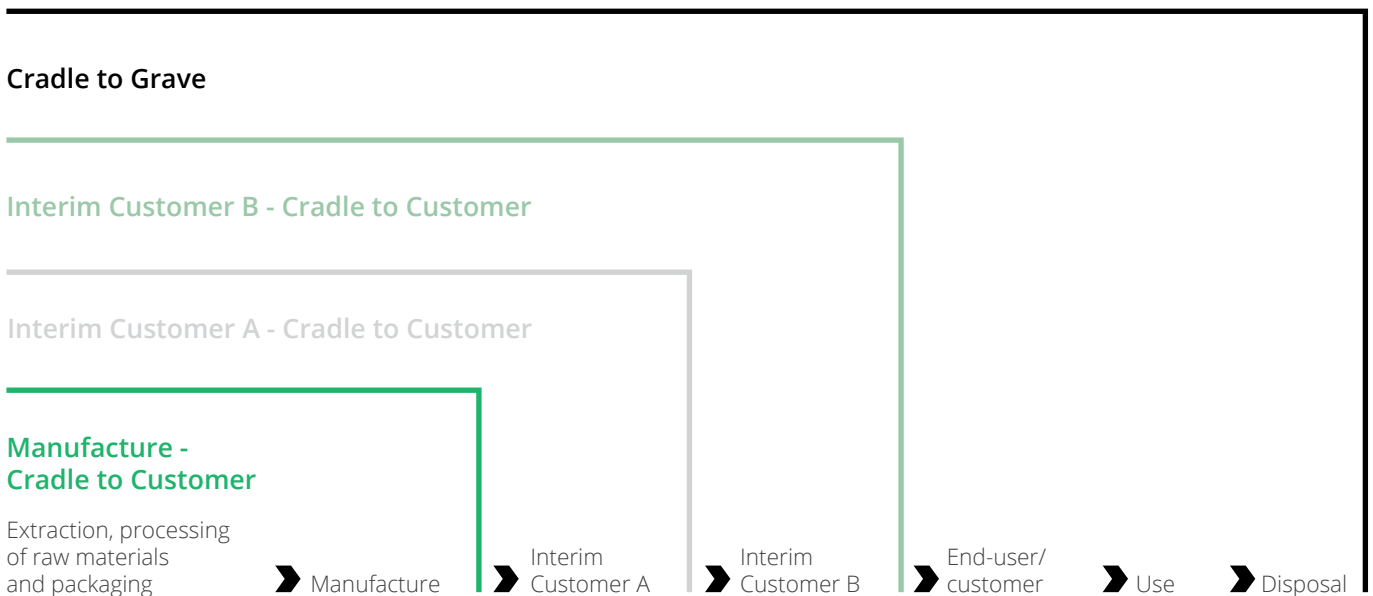 Cradle to Grave
Interim Customer B - Cradle to Customer
Interim Customer A - Cradle to Customer
Manufacture -
Cradle to Customer
Extraction, processing
of raw materials
and packaging
Manufacture
Interim
Customer A
Interim
Customer B
End-user/
customer
Use
Disposal